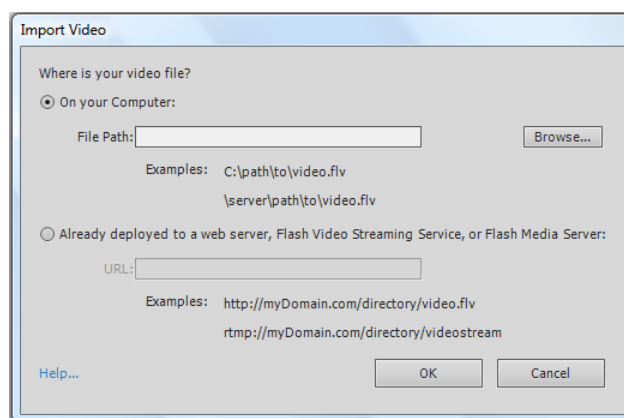 Import Video
Where is your video file?
On your Computer:
File Path:
Browse...
Examples: C:\path\to\video.flv
\server\path\to\video.flv
Already deployed to a web server, Flash Video Streaming Service, or Flash Media Server:
URL:
Examples: http://myDomain.com/directory/video.flv
rtmp://myDomain.com/directory/videostream
Help...
OK
Cancel